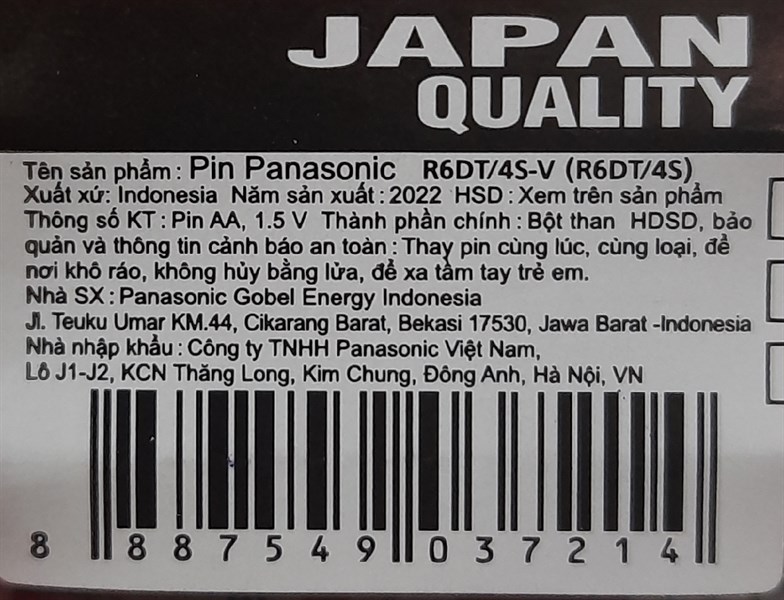 JAPAN
QUALITY
Tên sản phẩm : Pin Panasonic R6DT/4S-V (R6DT/4S)
Xuất xứ: Indonesia Năm sản xuất : 2022 HSD : Xem trên sản phẩm
Thông số KT : Pin AA, 1.5 V Thành phần chính : Bột than HDSD, bảo
quản và thông tin cảnh báo an toàn : Thay pin cùng lúc, cùng loại, để
nơi khô ráo, không hủy bằng lửa, để xa tầm tay trẻ em.
Nhà SX : Panasonic Gobel Energy Indonesia
Jl. Teuku Umar KM.44, Cikarang Barat, Bekasi 17530, Jawa Barat -Indonesia
Nhà nhập khẩu : Công ty TNHH Panasonic Việt Nam,
Lô J1-J2, KCN Thăng Long, Kim Chung, Đông Anh, Hà Nội, VN
8 887549 037214